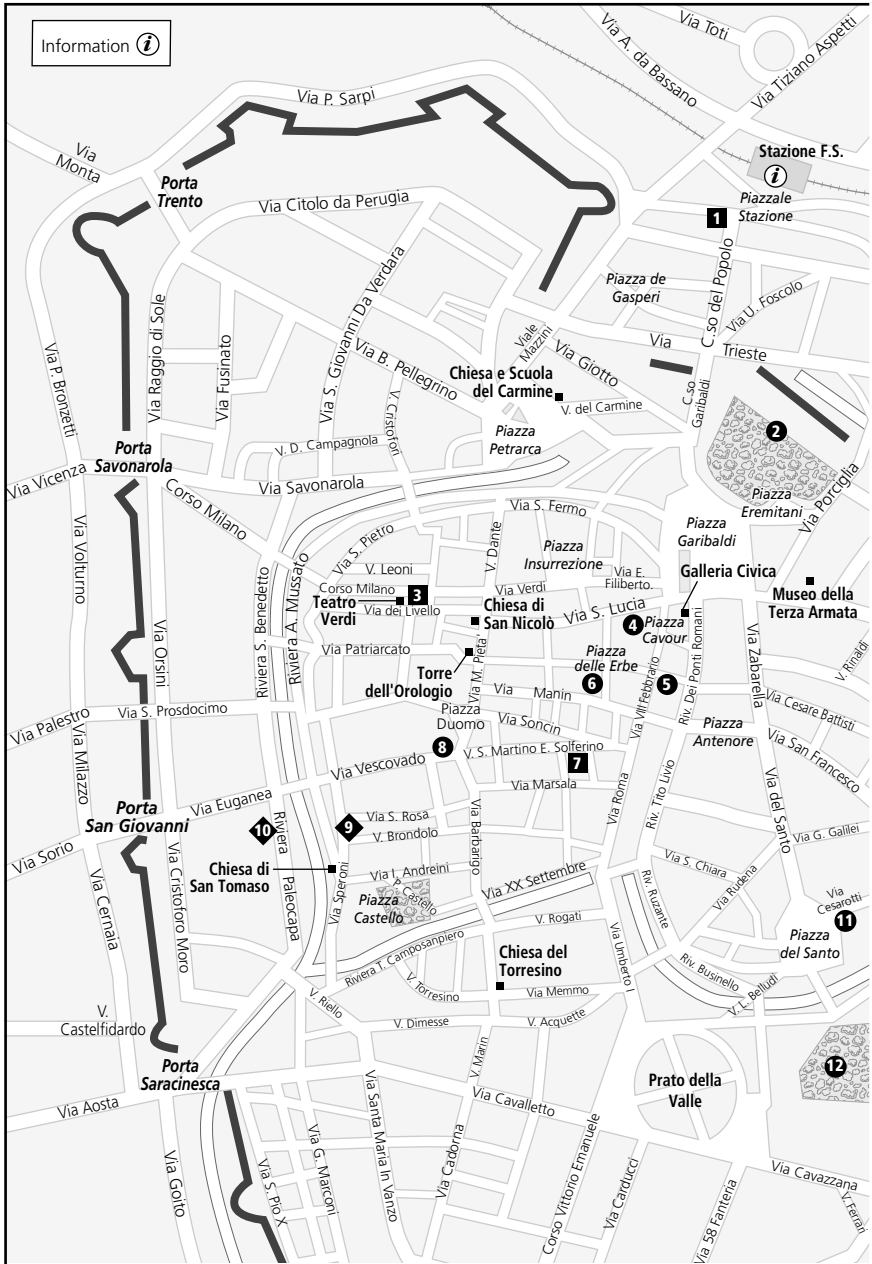 Information i
Via Toti
Via A. da Bassano
Via Tiziano Aspetti
Via P. Sarpi
Via
Monta
Stazione F.S.
i
Piazzale
Stazione
Porta
Trento
Via Citolo da Perugia
1
Piazza de
Gasperi
C.so del Popolo
Via U. Foscolo
Via S. Giovanni Da Verdara
Via Raggio di Sole
Via Fusinato
Via P. Bronzetti
Viale
Mazzini
Via
Trieste
Via Giotto
Via B. Pellegrino
Chiesa e Scuola
del Carmine
C.so
Garibaldi
V. del Carmine
V. Cristofori
2
Piazza
Petrarca
V. D. Campagnola
Porta
Savonarola
Via Vicenza
Via Savonarola
Corso Milano
Piazza
Eremitani
Via Porciglia
Via S. Fermo
Via Volturno
Via S. Pietro
V. Dante
Piazza
Insurrezione
Piazza
Garibaldi
V. Leoni
Via E.
Filiberto.
Galleria Civica
Corso Milano
3
Via Verdi
Teatro
Verdi
Via dei Livello
Chiesa di
San Nicolò
Via S. Lucia
4
Piazza
Cavour
Museo della
Terza Armata
Riviera S. Benedetto
Riviera A. Mussato
Via Orsini
Via Patriarcato
Torre
dell'Orologio
Via M. Pieta'
Piazza
delle Erbe
6
5
Via VIII Febbrario
Riv. Dei Ponti Romani
Via Zabarella
V. Rinaldi
Via Cesare Battisti
Via Manin
Via Palestro
Via S. Prosdocimo
Piazza
Duomo
Via Soncin
Piazza
Antenore
Via San Francesco
8
V. S. Martino E. Solferino
7
Via Milazzo
Via Vescovado
Via Marsala
Via Roma
Riv. Tito Livio
Via del Santo
Porta
San Giovanni
Via Euganea
10
Riviera
Paleocapa
9
Via S. Rosa
V. Brondolo
Via Barbarigo
Via G. Galilei
Via Sorio
Chiesa di
San Tomaso
Via Speroni
Via I. Andreini
P. Castello
Piazza
Castello
Via XX Settembre
Via S. Chiara
Via Rudena
Via
Cesarotti
11
Via Cernaia
Via Cristoforo Moro
Riv. Ruzante
V. Rogati
Via Umberto I
Piazza
del Santo
Riviera T. Camposanpiero
Chiesa del
Torresino
Riv. Businello
V. L. Belludi
V. Torresino
Via Memmo
V.
Castelfidardo
V. Riello
V. Dimesse
V. Acquette
Porta
Saracinesca
V. Marin
12
Prato della
Valle
Via Aosta
Via Cavalletto
Via Santa Maria In Vanzo
Via Cadorna
Corso Vittorio Emanuele
Via Carducci
Via Cavazzana
Via Goito
Via S. Pio X
Via G. Marconi
Via 58 Fanteria
V. Ferrari